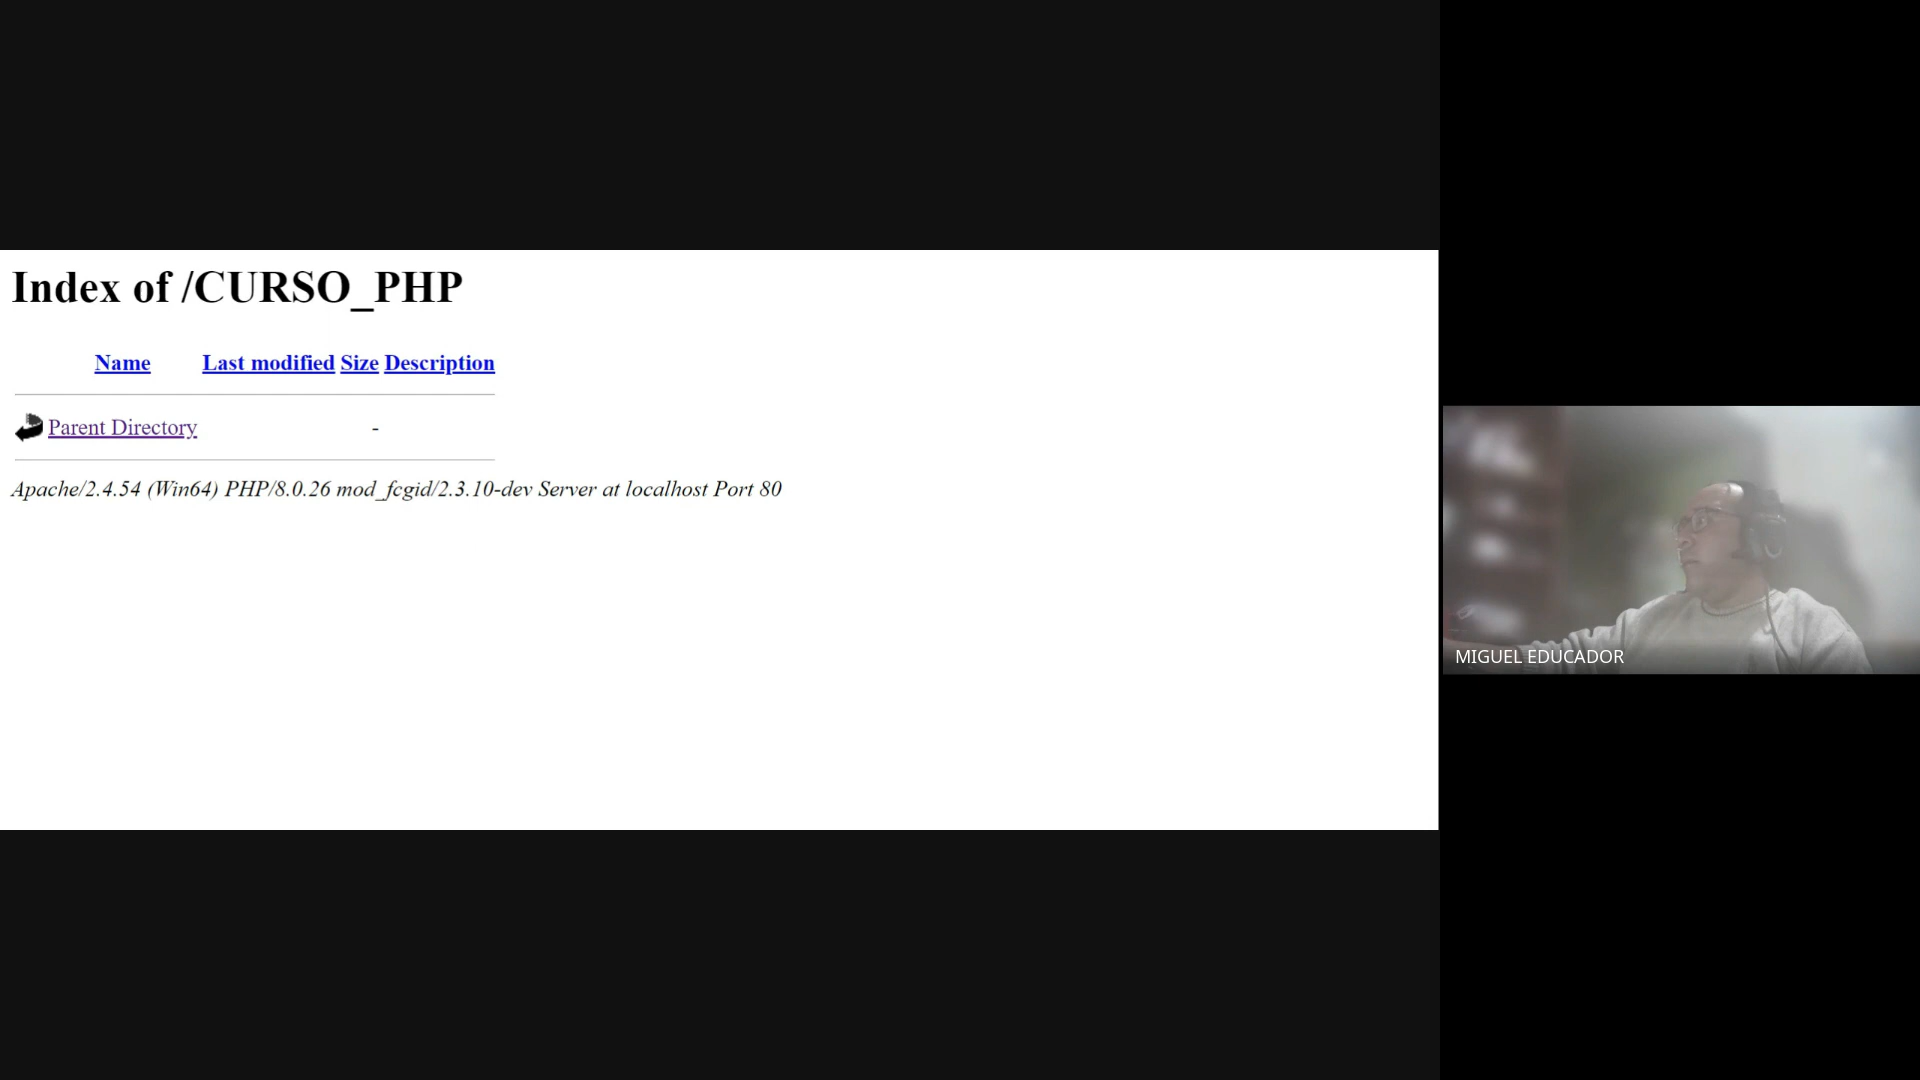 Index of /CURSO_PHP
Name Last modified Size Description
Parent Directory -
Apache/2.4.54 (Win64) PHP/8.0.26 mod_fcgid/2.3.10-dev Server at localhost Port 80
MIGUEL EDUCADOR